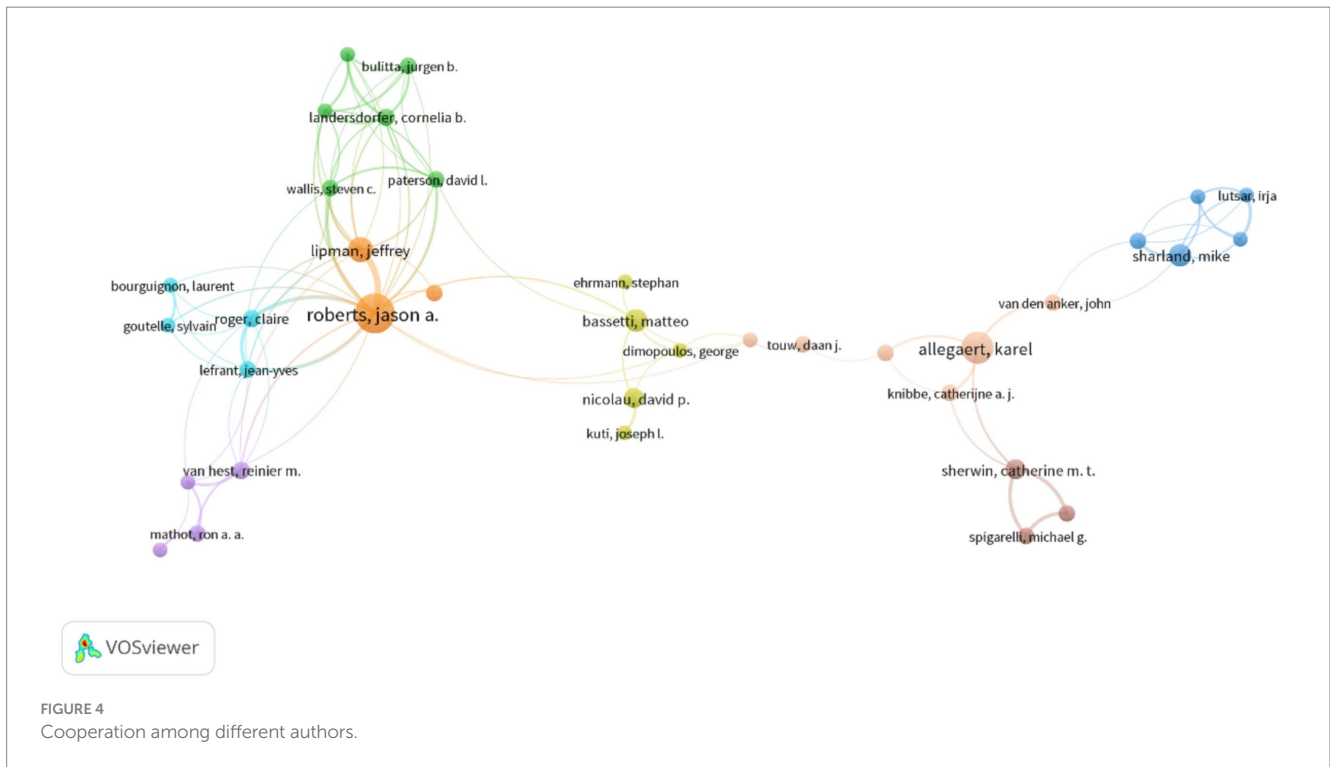 bulitta, jurgen b.
landersdorfer, cornelia b.
paterson, david l.
wallis, steven c.
lutsar, irja
lipman, jeffrey
sharland, mike
bourguignon, laurent
ehrmann, stephan
van den anker, john
roberts, jason a.
goutelle, sylvain
roger, claire
bassetti, matteo
dimopoulos, george
touw, daan j.
allegaert, karel
lefrant, jean-yves
nicolau, david p.
knibbe, catherijne a. j.
kuti, joseph l.
van hest, reinier m.
sherwin, catherine m. t.
mathot, ron a. a.
spigarelli, michael g.
VOSviewer
FIGURE 4
Cooperation among different authors.